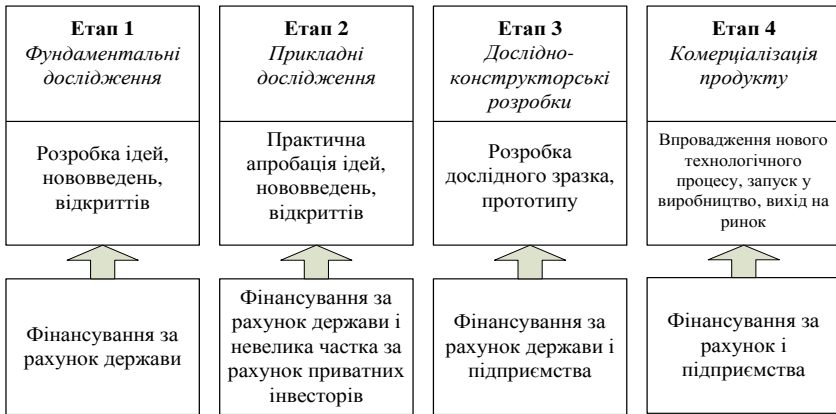 Етап 1
Фундаментальні
дослідження
Розробка ідей,
нововведень,
відкриттів
Фінансування за
рахунок держави
Етап 2
Прикладні
дослідження
Практична
апробація ідей,
нововведень,
відкриттів
Фінансування за
рахунок держави і
невелика частка за
рахунок приватних
інвесторів
Етап 3
Дослідно-
конструкторські
розробки
Розробка
дослідного зразка,
прототипу
Фінансування за
рахунок держави і
підприємства
Етап 4
Комерціалізація
продукту
Впровадження нового
технологічного
процесу, запуск у
виробництво, вихід на
ринок
Фінансування за
рахунок і
підприємства